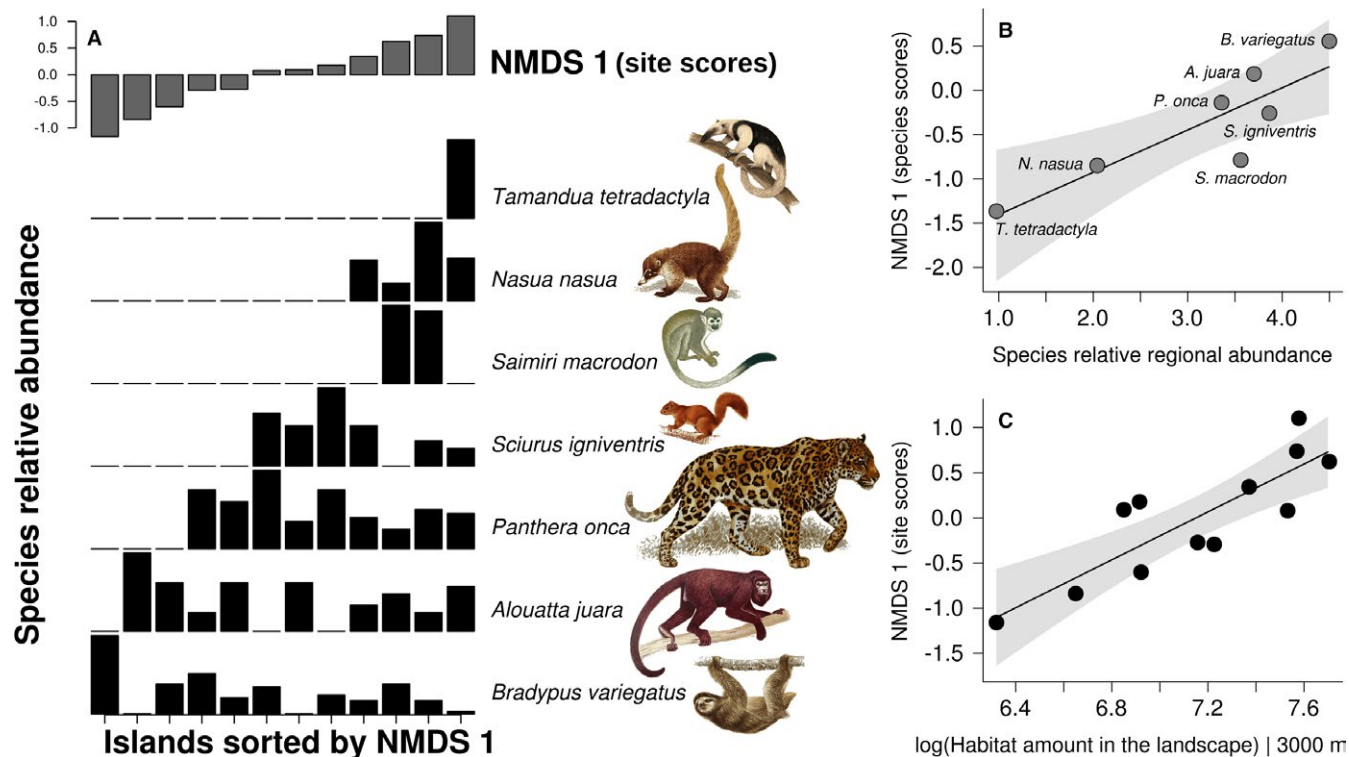 A
1.0
0.5
0.0
-0.5
-1.0
NMDS 1 (site scores)
Species relative abundance
Tamandua tetradactyla
Nasua nasua
Saimiri macrodon
Sciurus igniventris
Panthera onca
Alouatta juara
Bradypus variegatus
Islands sorted by NMDS 1
B
NMDS 1 (species scores)
0.5
0.0
-0.5
-1.0
-1.5
-2.0
B. variegatus
A. juara
P. onca
S. igniventris
N. nasua
S. macrodon
T. tetradactyla
1.0 2.0 3.0 4.0
Species relative regional abundance
C
NMDS 1 (site scores)
1.0
0.5
0.0
-0.5
-1.0
-1.5
6.4 6.8 7.2 7.6
log(Habitat amount in the landscape) | 3000 m